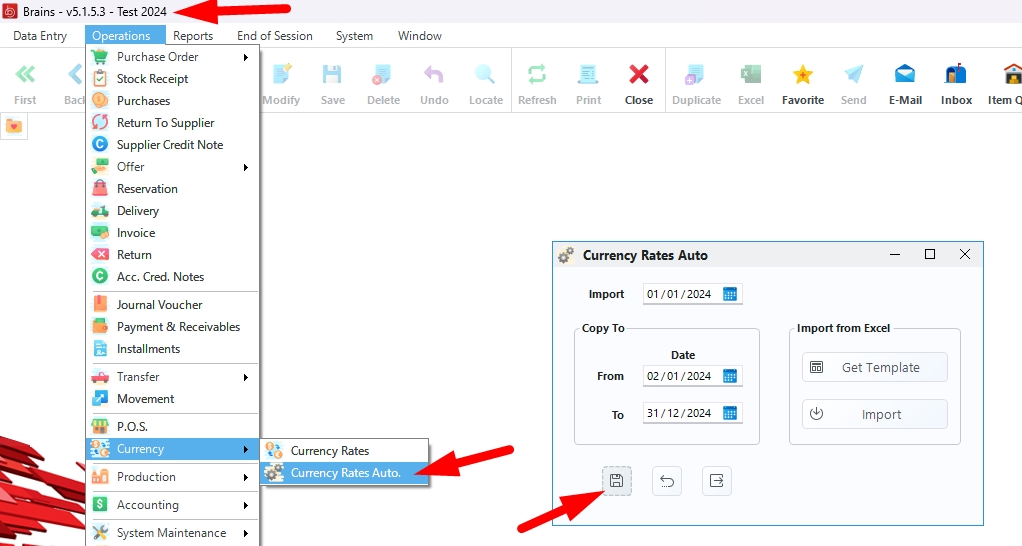 Brains - v5.1.5.3 - Test 2024
Data Entry Operations Reports End of Session System Window
First Modify Save Delete Undo Locate Refresh Print Close Duplicate Excel Favorite Send E-Mail Inbox Item
Purchase Order
Stock Receipt
Purchases
Return To Supplier
Supplier Credit Note
Offer
Reservation
Delivery
Invoice
Return
Acc. Cred. Notes
Journal Voucher
Payment & Receivables
Installments
Transfer
Movement
P.O.S.
Currency
Production
Accounting
System Maintenance
Currency Rates
Currency Rates Auto.
Currency Rates Auto
Import 01/01/2024
Copy To
Date
From 02/01/2024
To 31/12/2024
Import from Excel
Get Template
Import